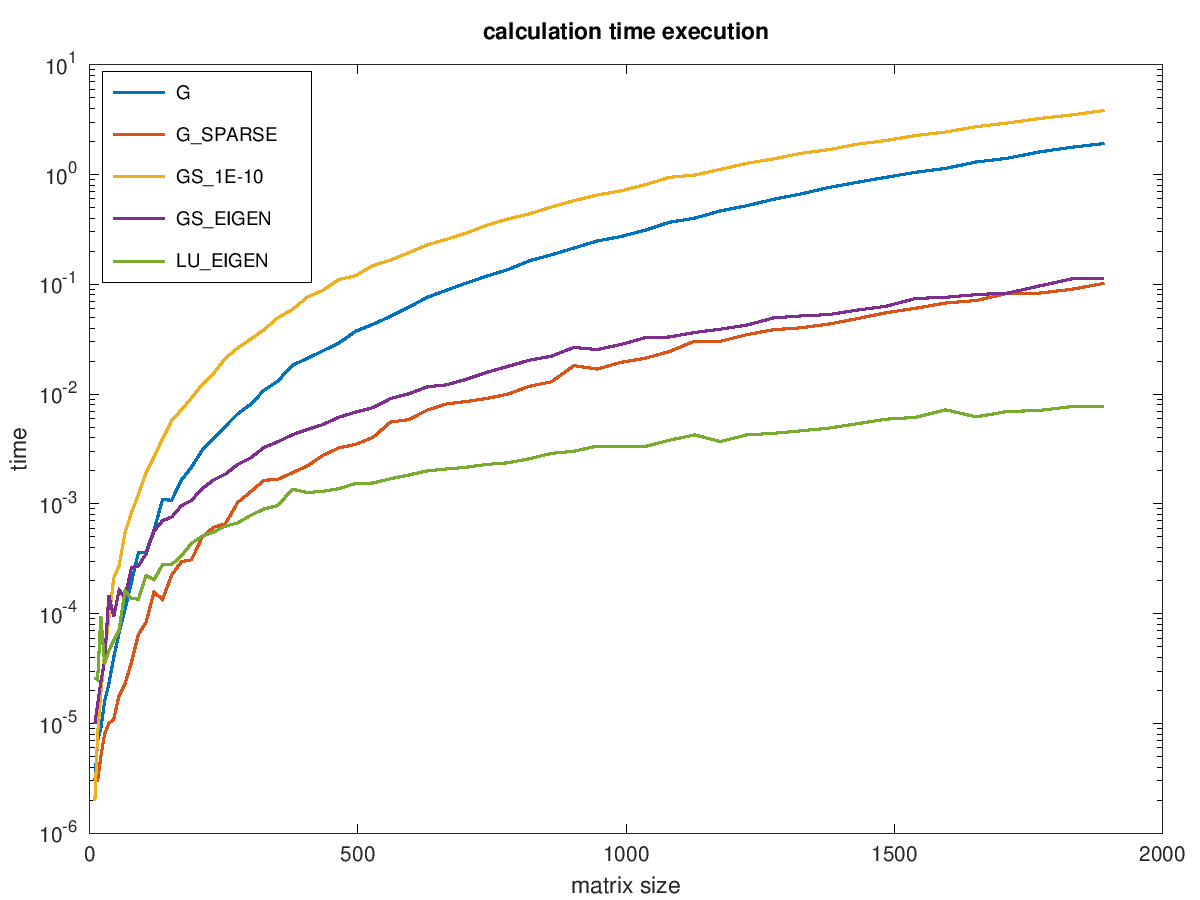 calculation time execution
10^1
10^0
10^-1
10^-2
10^-3
10^-4
10^-5
10^-6
G
G_SPARSE
GS_1E-10
GS_EIGEN
LU_EIGEN
time
0 500 1000 1500 2000
matrix size